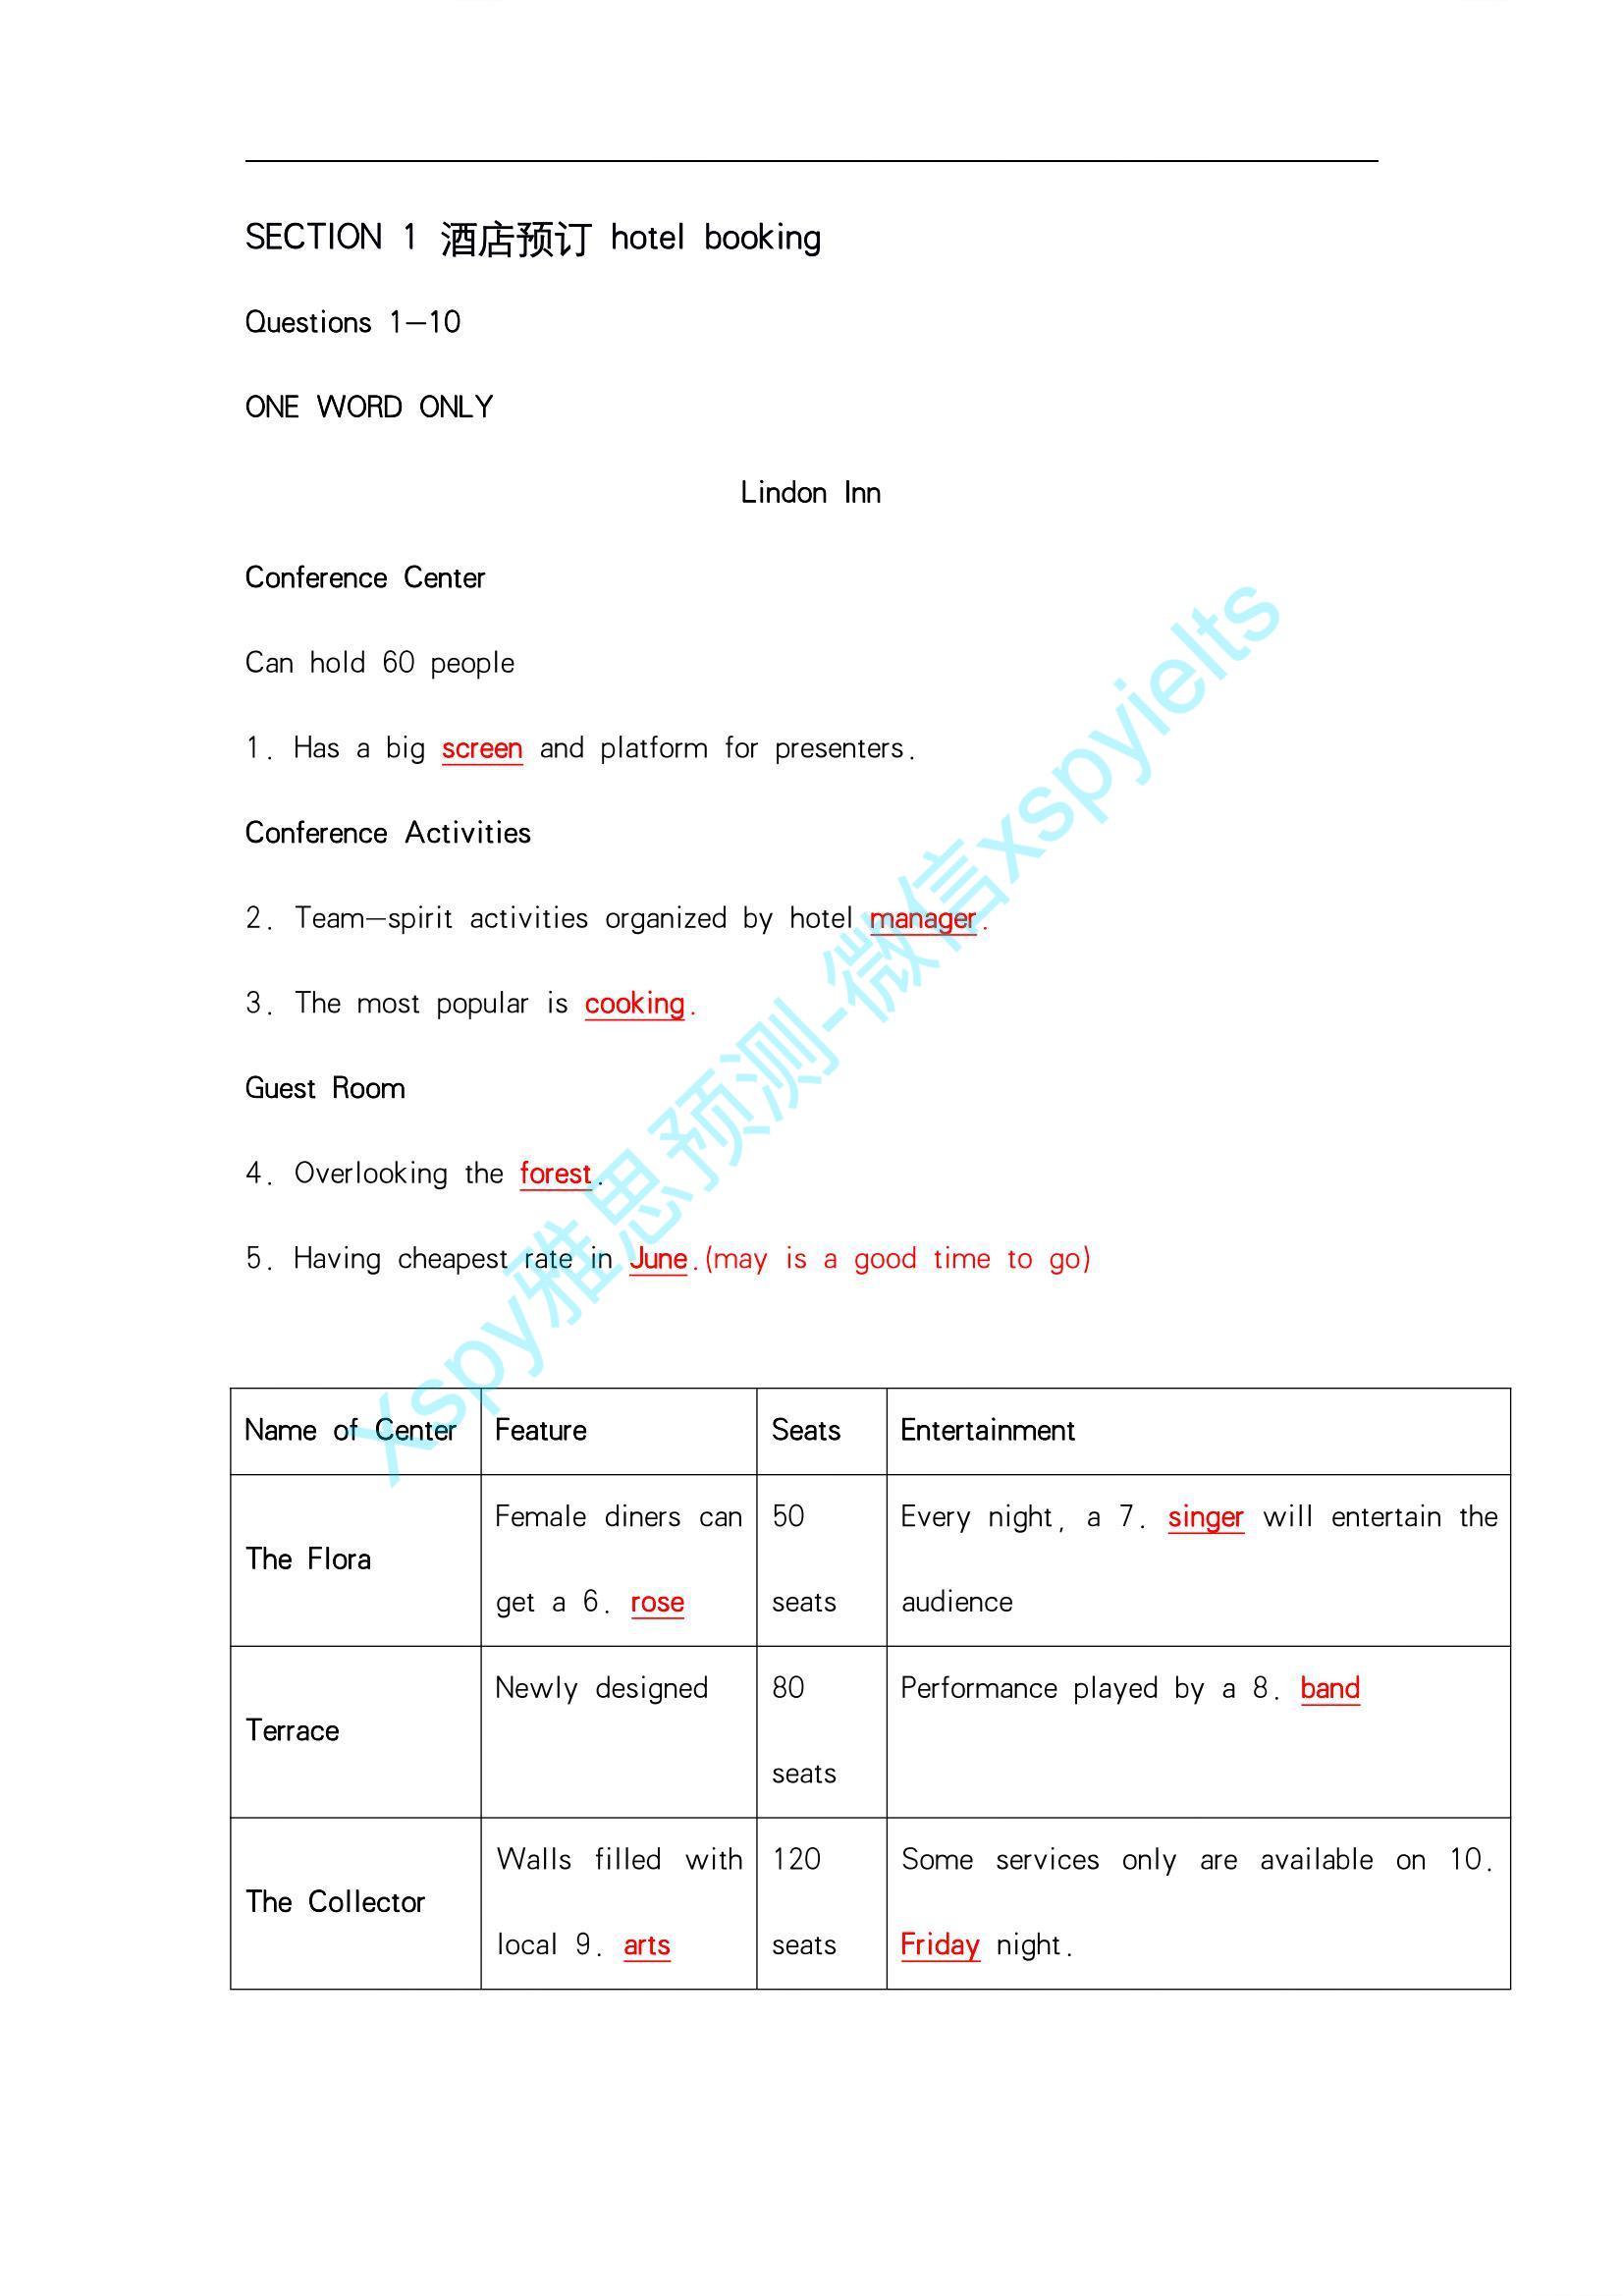 SECTION 1 酒店预订 hotel booking
Questions 1-10
ONE WORD ONLY
Lindon Inn
Conference Center
Can hold 60 people
1. Has a big screen and platform for presenters.
Conference Activities
2. Team-spirit activities organized by hotel manager.
3. The most popular is cooking.
Guest Room
4. Overlooking the forest.
5. Having cheapest rate in June.(may is a good time to go)
Xspy雅思预测-微信xspyielts
Name of Center Feature Seats Entertainment
The Flora
Female diners can
get a 6. rose
50
seats
Every night, a 7. singer will entertain the
audience
Terrace
Newly designed
80
seats
Performance played by a 8. band
The Collector
Walls filled with
local 9. arts
120
seats
Some services only are available on 10.
Friday night.